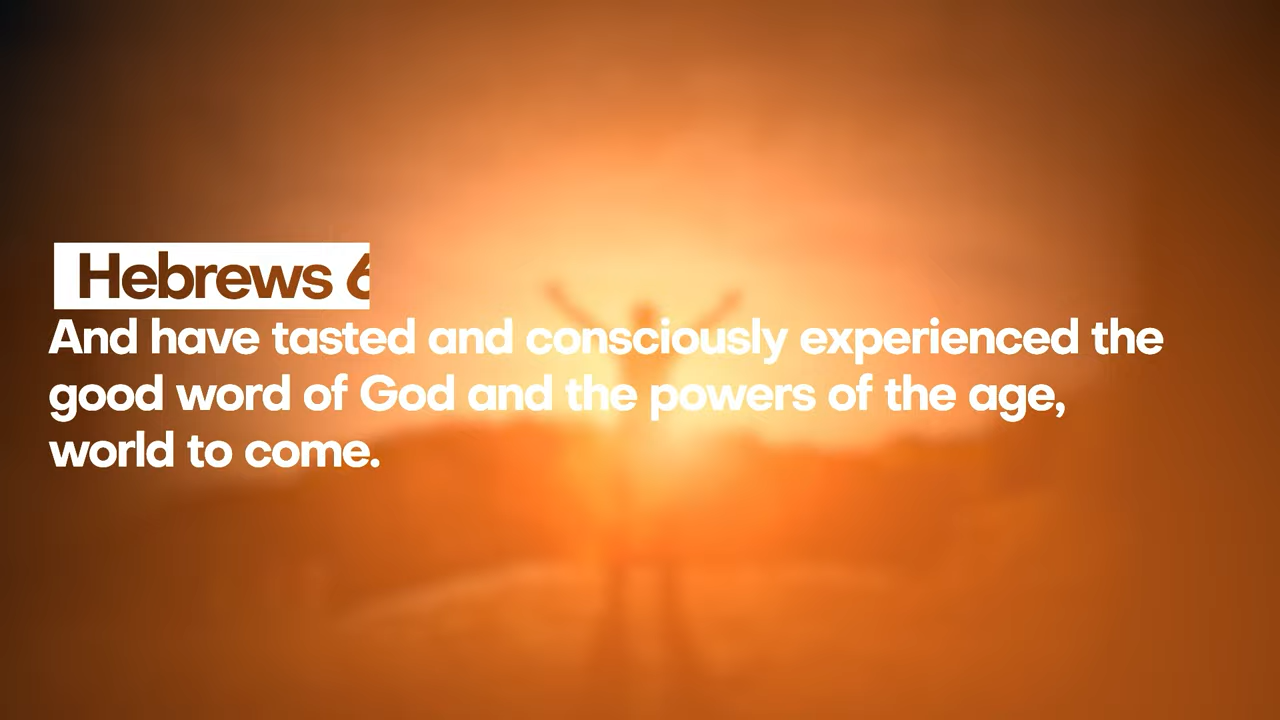 Hebrews 6
And have tasted and consciously experienced the
good word of God and the powers of the age,
world to come.